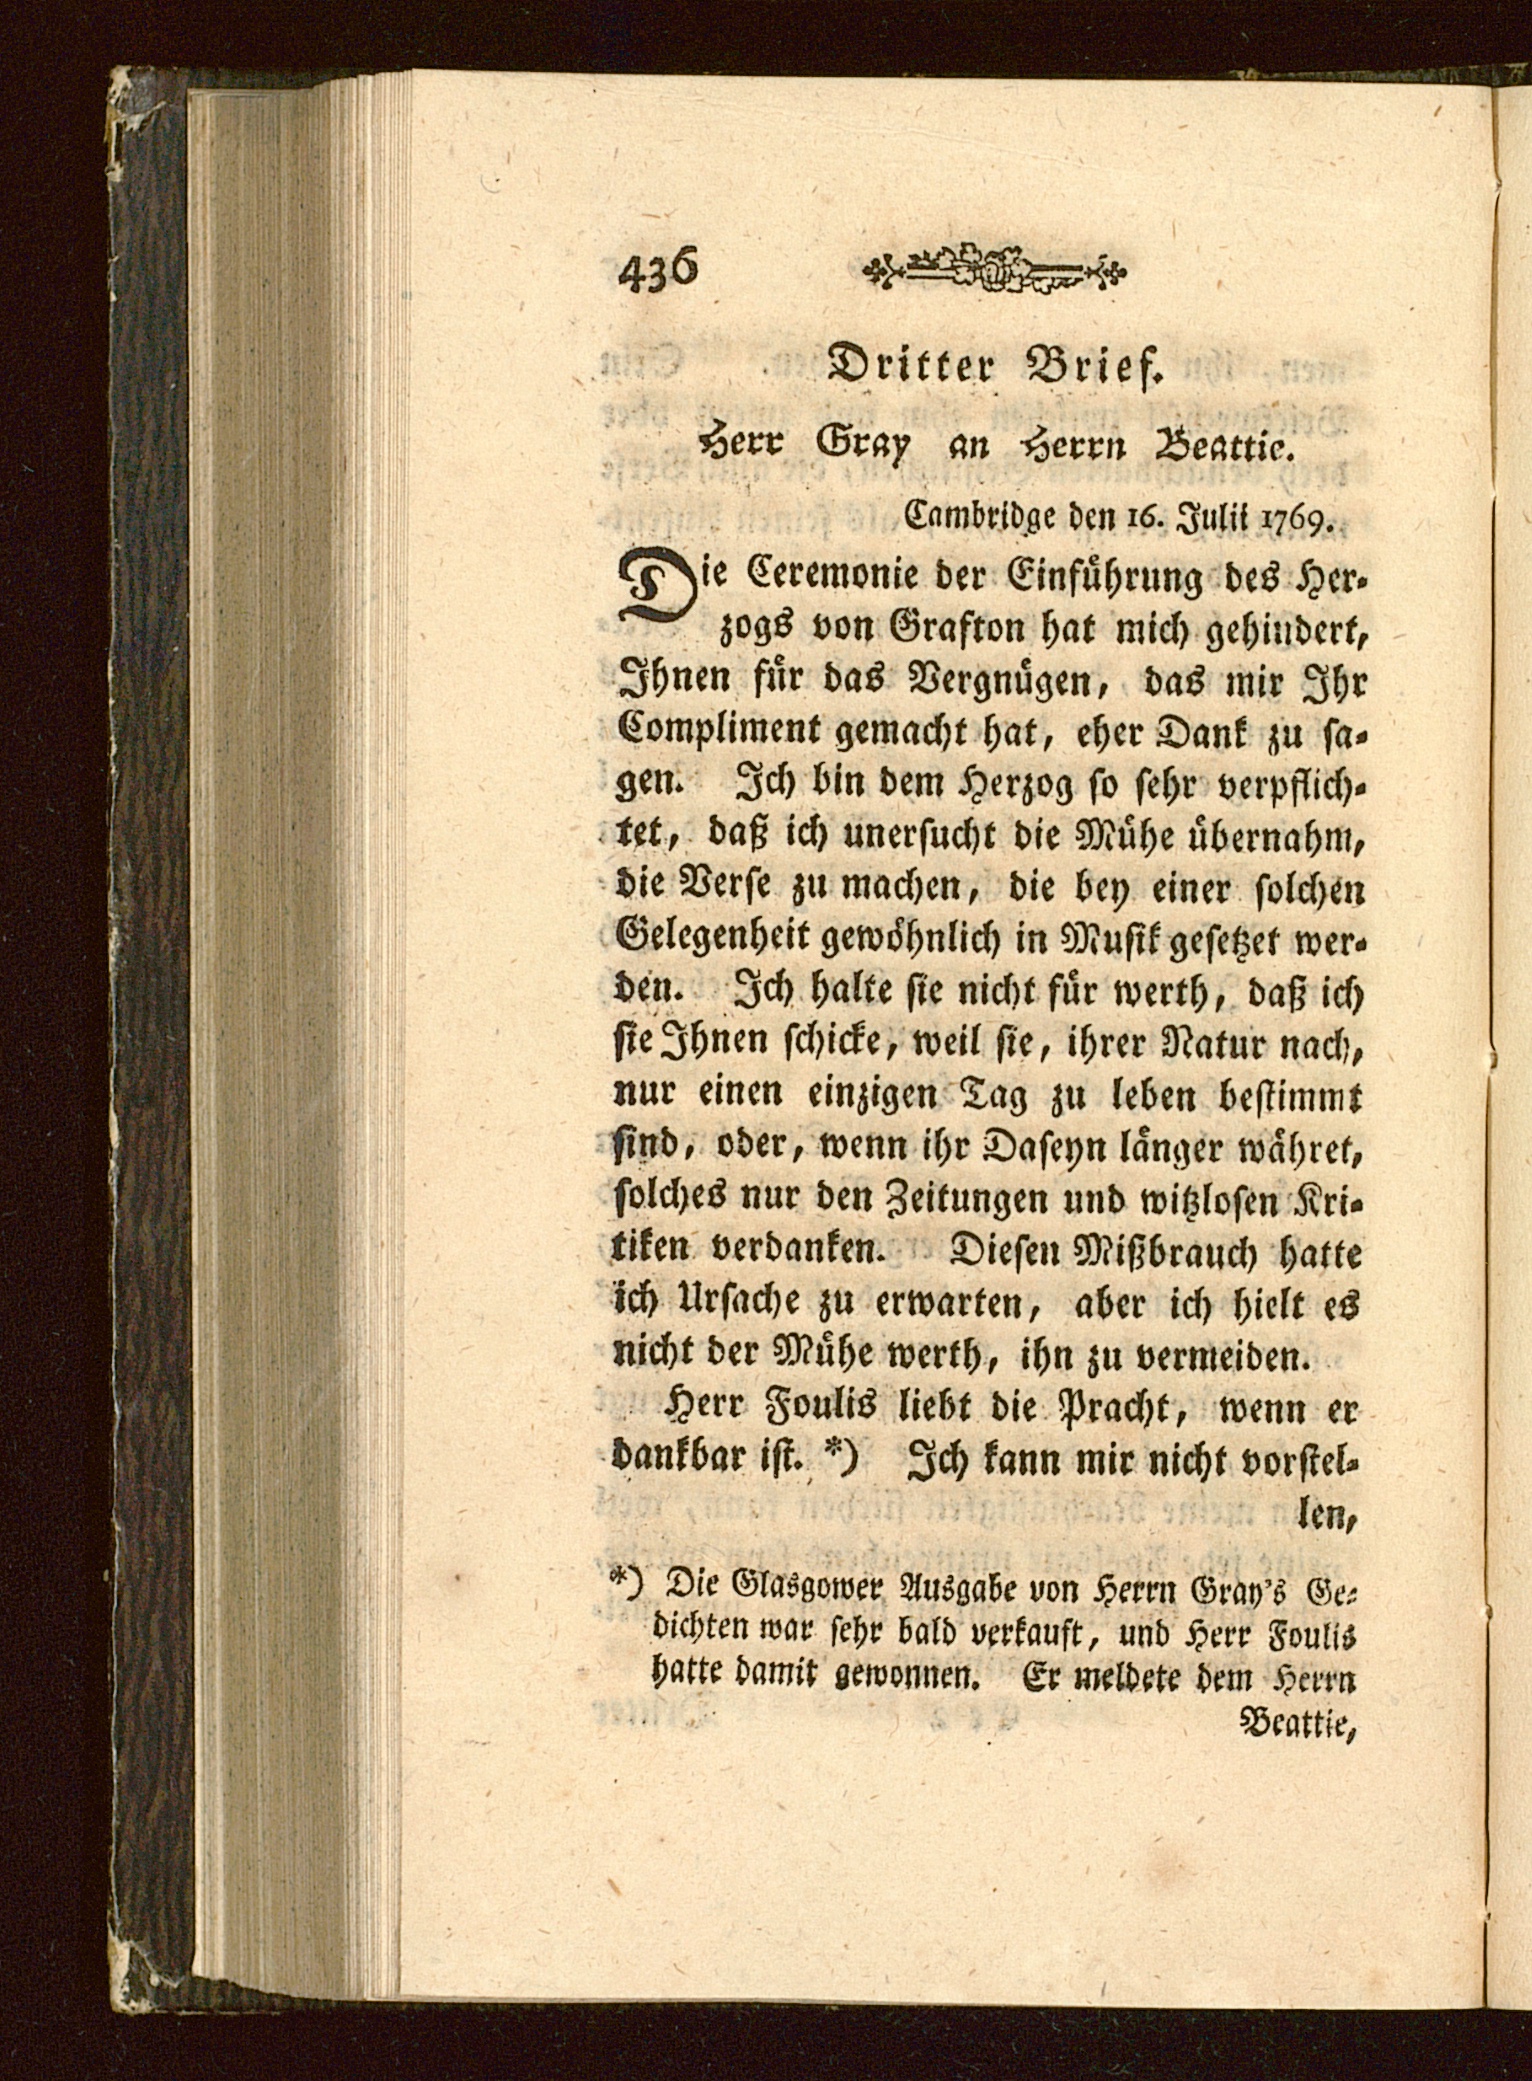 436
Dritter Brief.
Herr Gray an Herrn Beattie.
Cambridge den 16. Julii 1769.
Die Ceremonie der Einführung des Her-
zogs von Grafton hat mich gehindert,
Ihnen für das Vergnügen, das mir Ihr
Compliment gemacht hat, eher Dank zu sa-
gen. Ich bin dem Herzog so sehr verpflich-
tet, daß ich unersucht die Mühe übernahm,
die Verse zu machen, die bey einer solchen
Gelegenheit gewöhnlich in Musik gesetzet wer-
den. Ich halte sie nicht für werth, daß ich
sie Ihnen schicke, weil sie, ihrer Natur nach,
nur einen einzigen Tag zu leben bestimmt
sind, oder, wenn ihr Daseyn länger währet,
solches nur den Zeitungen und witzlosen Kri-
tiken verdanken. Diesen Mißbrauch hatte
ich Ursache zu erwarten, aber ich hielt es
nicht der Mühe werth, ihn zu vermeiden.
Herr Foulis liebt die Pracht, wenn er
dankbar ist. *) Ich kann mir nicht vorstel-
len,
*) Die Glasgower Ausgabe von Herrn Gray's Ge-
dichten war sehr bald verkauft, und Herr Foulis
hatte damit gewonnen. Er meldete dem Herrn
Beattie,